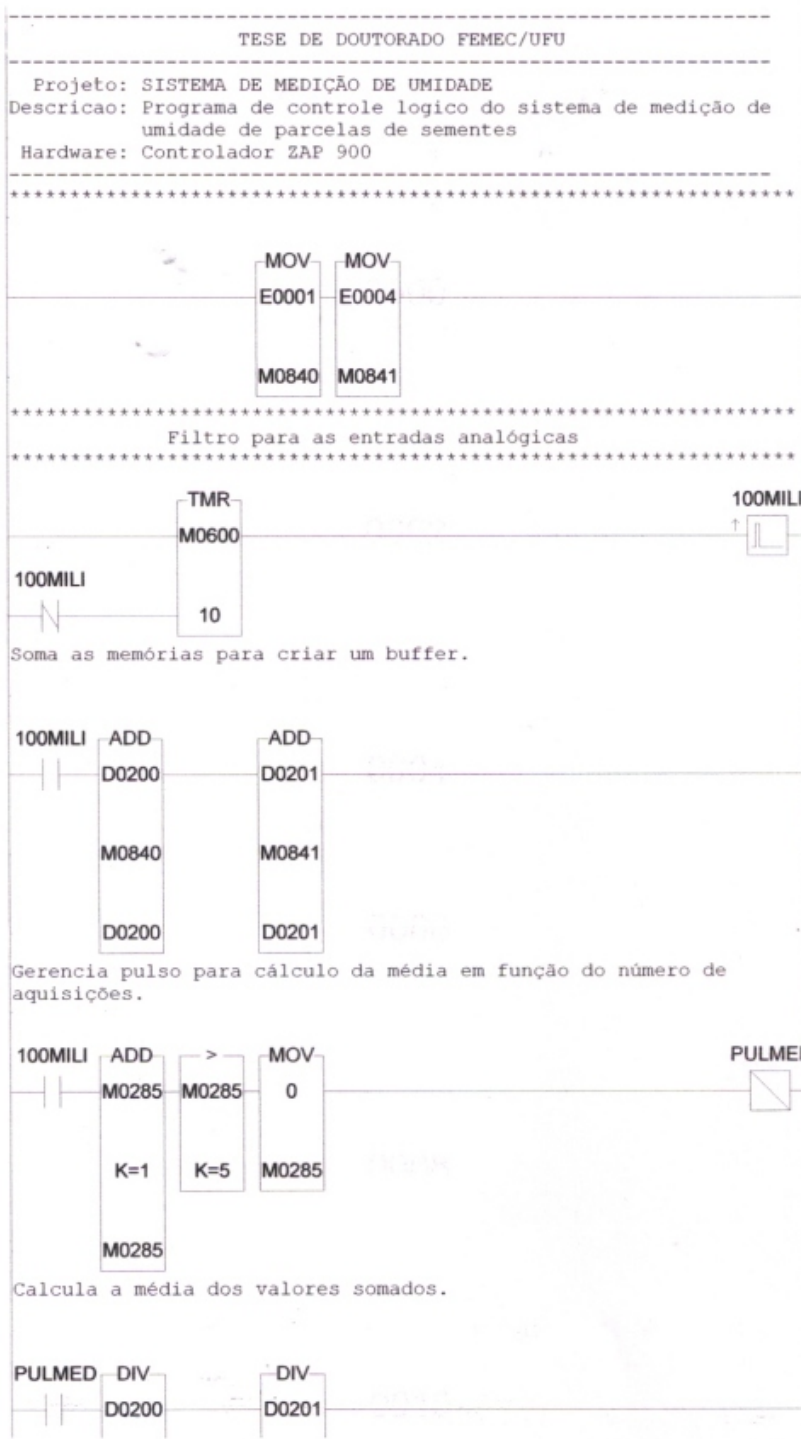 TESE DE DOUTORADO FEMEC/UFU
Projeto: SISTEMA DE MEDIÇÃO DE UMIDADE
Descricao: Programa de controle logico do sistema de medição de
umidade de parcelas de sementes
Hardware: Controlador ZAP 900
MOV MOV
E0001 E0004
M0840 M0841
Filtro para as entradas analógicas
TMR 100MILI
M0600
100MILI
10
Soma as memórias para criar um buffer.
100MILI ADD ADD
D0200 D0201
M0840 M0841
D0200 D0201
Gerencia pulso para cálculo da média em função do número de
aquisições.
100MILI ADD > MOV PULMED
M0285 M0285 0
K=1 K=5 M0285
M0285
Calcula a média dos valores somados.
PULMED DIV DIV
D0200 D0201